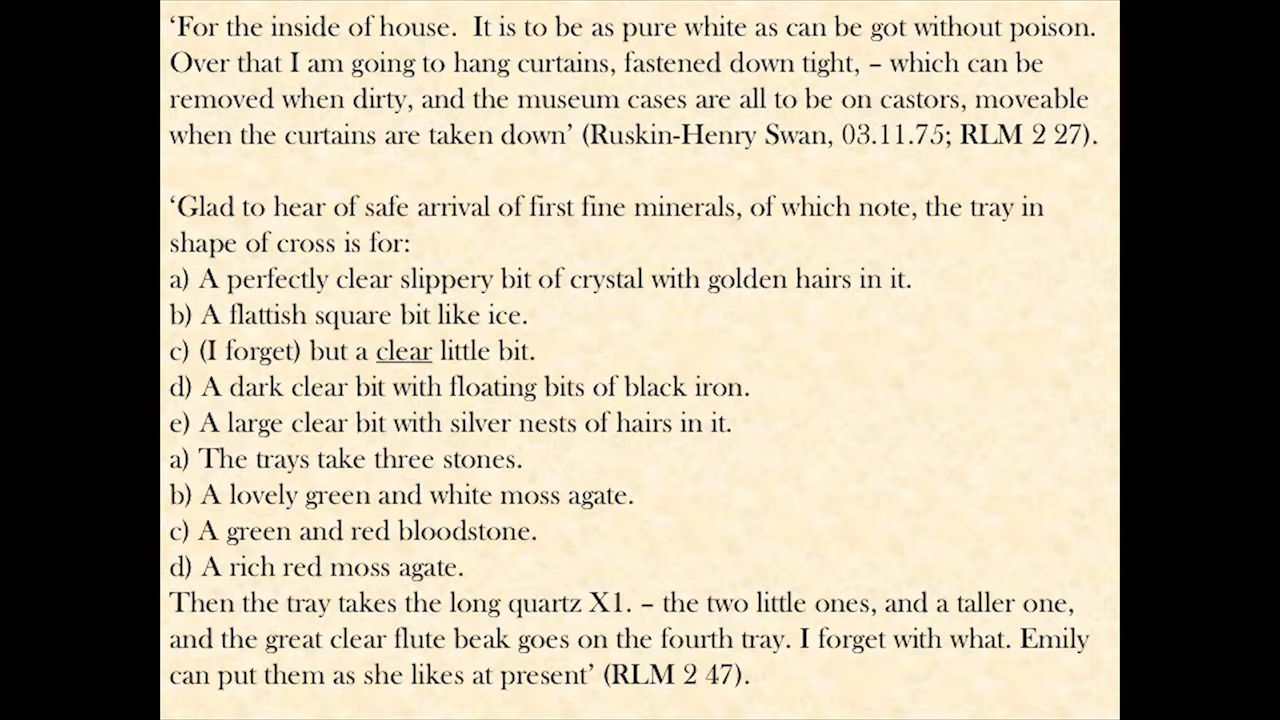 ‘For the inside of house.  It is to be as pure white as can be got without poison.
Over that I am going to hang curtains, fastened down tight, – which can be
removed when dirty, and the museum cases are all to be on castors, moveable
when the curtains are taken down’ (Ruskin-Henry Swan, 03.11.75; RLM 2 27).

‘Glad to hear of safe arrival of first fine minerals, of which note, the tray in
shape of cross is for:
a) A perfectly clear slippery bit of crystal with golden hairs in it.
b) A flattish square bit like ice.
c) (I forget) but a clear little bit.
d) A dark clear bit with floating bits of black iron.
e) A large clear bit with silver nests of hairs in it.
a) The trays take three stones.
b) A lovely green and white moss agate.
c) A green and red bloodstone.
d) A rich red moss agate.
Then the tray takes the long quartz X1. – the two little ones, and a taller one,
and the great clear flute beak goes on the fourth tray. I forget with what. Emily
can put them as she likes at present’ (RLM 2 47).